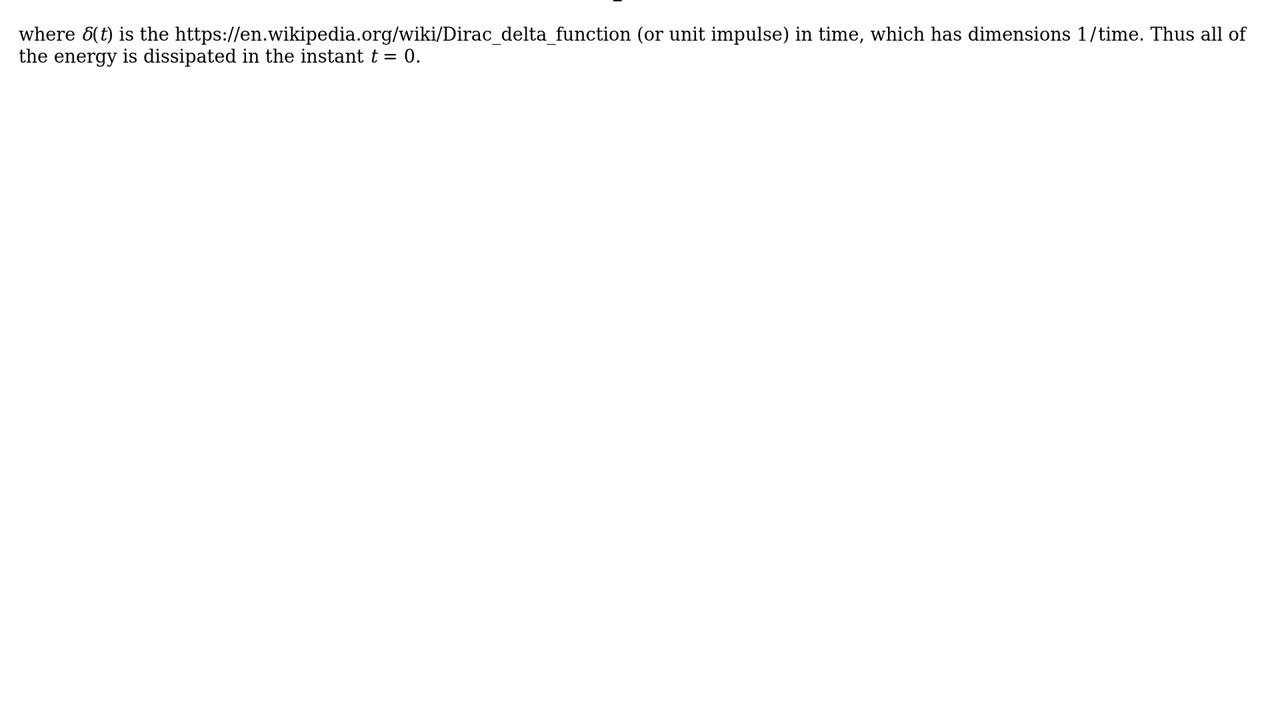 where δ(t) is the https://en.wikipedia.org/wiki/Dirac_delta_function (or unit impulse) in time, which has dimensions 1/time. Thus all of
the energy is dissipated in the instant t = 0.